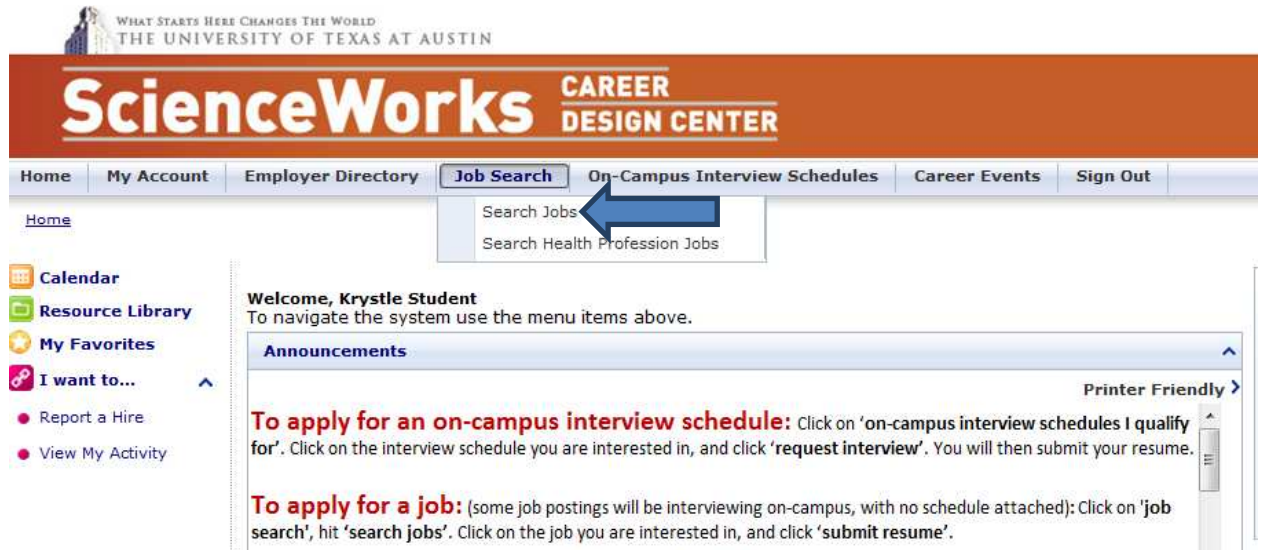 WHAT STARTS HERE CHANGES THE WORLD
THE UNIVERSITY OF TEXAS AT AUSTIN
ScienceWorks CAREER
DESIGN CENTER
Home My Account Employer Directory Job Search On-Campus Interview Schedules Career Events Sign Out
Home
Search Jobs
Search Health Profession Jobs
Calendar
Resource Library
My Favorites
I want to...
Report a Hire
View My Activity
Welcome, Krystle Student
To navigate the system use the menu items above.
Announcements
Printer Friendly
To apply for an on-campus interview schedule: Click on ‘on-campus interview schedules I qualify
for’. Click on the interview schedule you are interested in, and click ‘request interview’. You will then submit your resume.
To apply for a job: (some job postings will be interviewing on-campus, with no schedule attached): Click on 'job
search', hit ‘search jobs’. Click on the job you are interested in, and click ‘submit resume’.